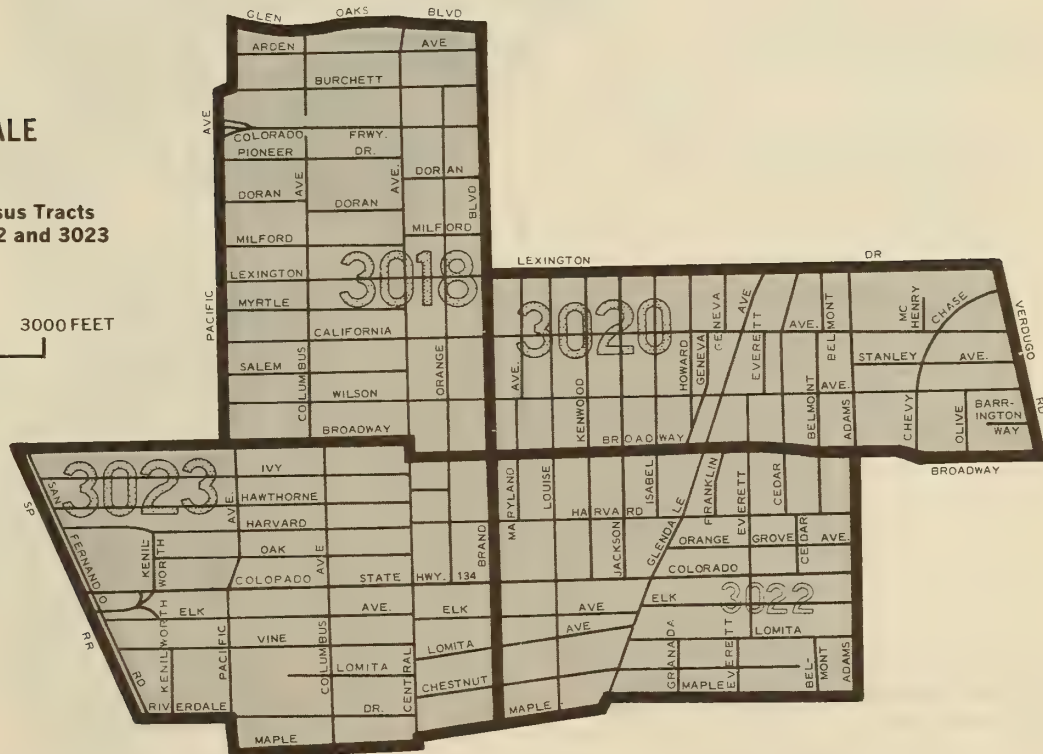 GLEN OAKS BLVD
ARDEN AVE
BURCHETT
ALE
AVE
COLORADO FRWY.
PIONEER DR.
DORAN
AVE
AVE.
DORAN
DORAN
BLVD
sus Tracts
2 and 3023
MILFORD
MILFORD
LEXINGTON
3018
LEXINGTON DR
MYRTLE
PACIFIC
3000 FEET
CALIFORNIA
ORANGE
SALEM
COLUMBUS
WILSON
BROADWAY
3020
AVE.
KENWOOD
HOWARD
GENEVA
GENEVA
AVE
EVERETT
AVE.
BELMONT
MC HENRY
CHASE
VERDUGO RD
STANLEY AVE.
AVE.
BELMONT
ADAMS
CHEVY
OLIVE
BARR-
INGTON
WAY
BROADWAY
BROADWAY
3023
IVY
SAN FERNANDO RD
SP RR
AVE.
HAWTHORNE
HARVARD
KENIL-
WORTH
OAK
AVE
COLOPADO STATE HWY. 134
BRAND
ELK AVE. ELK AVE
KENILWORTH
PACIFIC
VINE
COLUMBUS
LOMITA
CENTRAL
LOMITA AVE
CHESTNUT
RIVERDALE DR.
MAPLE
MAPLE
MARYLAND
LOUISE
HARVARD
ISABEL
JACKSON
GLENDALE
FRANKLIN
EVERETT
CEDAR
ORANGE GROVE AVE.
CEDAR
COLORADO
ELK
3022
LOMITA
GRANADA
EVERETT
MAPLE
BEL-
MONT
ADAMS